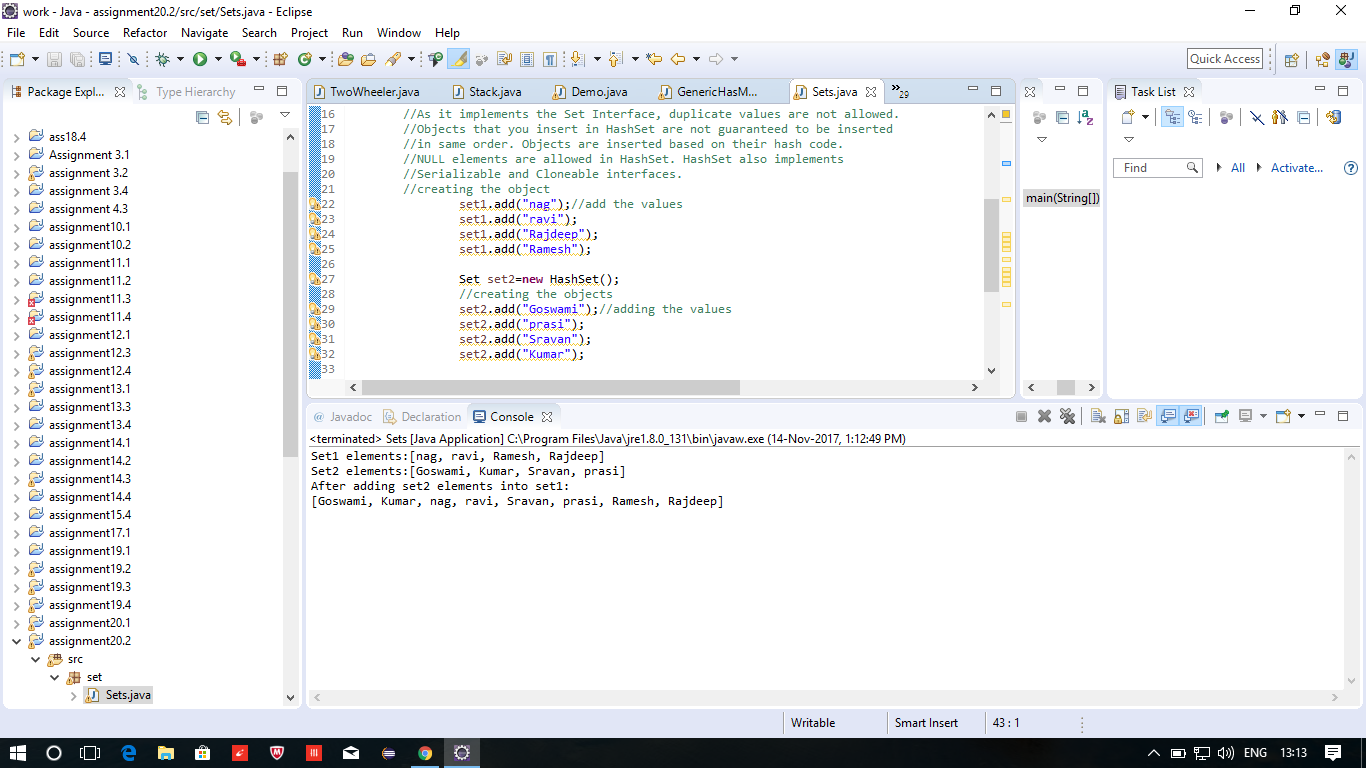 work - Java - assignment20.2/src/set/Sets.java - Eclipse
File Edit Source Refactor Navigate Search Project Run Window Help
Quick Access
Package Expl...
Type Hierarchy
ass18.4
Assignment 3.1
assignment 3.2
assignment 3.4
assignment 4.3
assignment10.1
assignment10.2
assignment11.1
assignment11.2
assignment11.3
assignment11.4
assignment12.1
assignment12.3
assignment12.4
assignment13.1
assignment13.3
assignment13.4
assignment14.1
assignment14.2
assignment14.3
assignment14.4
assignment15.4
assignment17.1
assignment19.1
assignment19.2
assignment19.3
assignment19.4
assignment20.1
assignment20.2
src
set
Sets.java
TwoWheeler.java Stack.java Demo.java GenericHasM... Sets.java »29
16 //As it implements the Set Interface, duplicate values are not allowed.
17 //Objects that you insert in HashSet are not guaranteed to be inserted
18 //in same order. Objects are inserted based on their hash code.
19 //NULL elements are allowed in HashSet. HashSet also implements
20 //Serializable and Cloneable interfaces.
21 //creating the object
22 set1.add("nag");//add the values
23 set1.add("ravi");
24 set1.add("Rajdeep");
25 set1.add("Ramesh");
26
27 Set set2=new HashSet();
28 //creating the objects
29 set2.add("Goswami");//adding the values
30 set2.add("prasi");
31 set2.add("Sravan");
32 set2.add("Kumar");
33
main(String[])
Task List
Find All Activate...
@ Javadoc Declaration Console
<terminated> Sets [Java Application] C:\Program Files\Java\jre1.8.0_131\bin\javaw.exe (14-Nov-2017, 1:12:49 PM)
Set1 elements:[nag, ravi, Ramesh, Rajdeep]
Set2 elements:[Goswami, Kumar, Sravan, prasi]
After adding set2 elements into set1:
[Goswami, Kumar, nag, ravi, Sravan, prasi, Ramesh, Rajdeep]
Writable Smart Insert 43 : 1
ENG 13:13